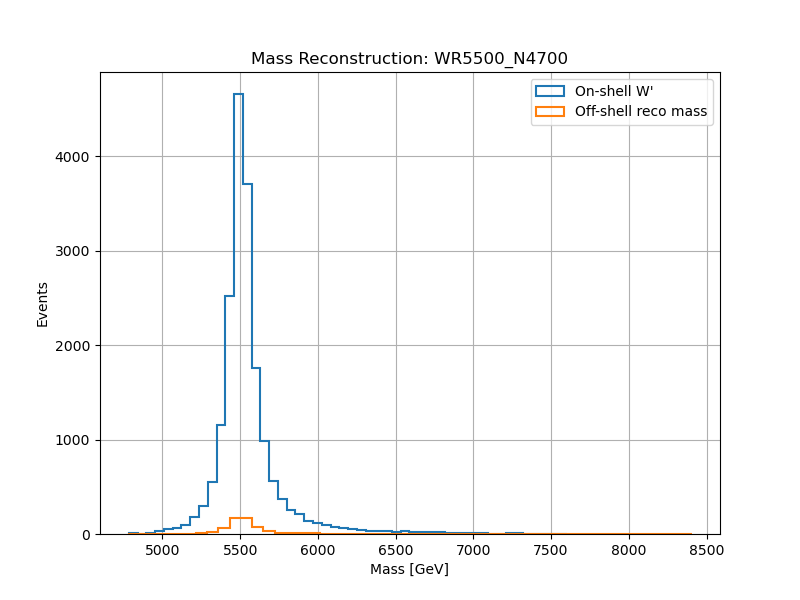 Mass Reconstruction: WR5500_N4700
On-shell W'
Off-shell reco mass
4000
3000
2000
1000
0
Events
5000 5500 6000 6500 7000 7500 8000 8500
Mass [GeV]